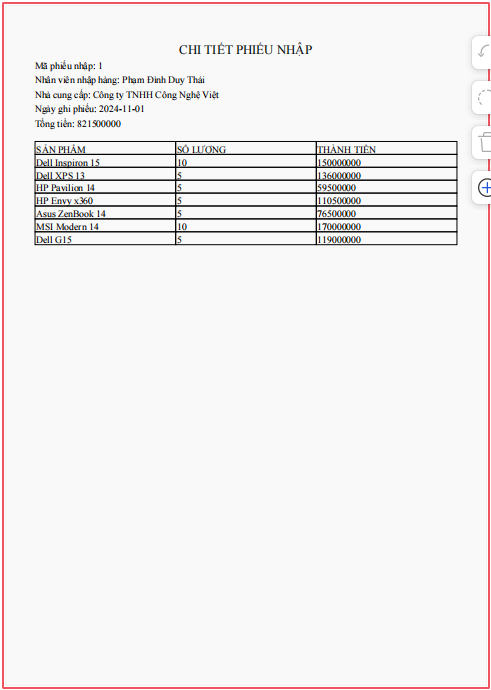 CHI TIẾT PHIẾU NHẬP
Mã phiếu nhập: 1
Nhân viên nhập hàng: Phạm Đình Duy Thái
Nhà cung cấp: Công ty TNHH Công Nghệ Việt
Ngày ghi phiếu: 2024-11-01
Tổng tiền: 821500000
SẢN PHẨM SỐ LƯỢNG THÀNH TIỀN
Dell Inspiron 15 10 150000000
Dell XPS 13 5 136000000
HP Pavilion 14 5 59500000
HP Envy x360 5 110500000
Asus ZenBook 14 5 76500000
MSI Modern 14 10 170000000
Dell G15 5 119000000